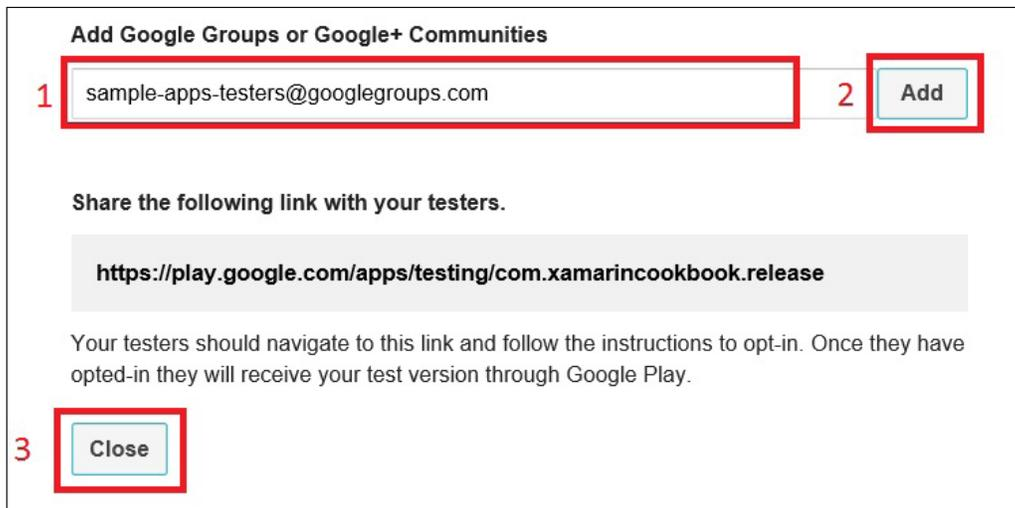 Add Google Groups or Google+ Communities
1 sample-apps-testers@googlegroups.com 2 Add
Share the following link with your testers.
https://play.google.com/apps/testing/com.xamarincookbook.release
Your testers should navigate to this link and follow the instructions to opt-in. Once they have
opted-in they will receive your test version through Google Play.
3 Close